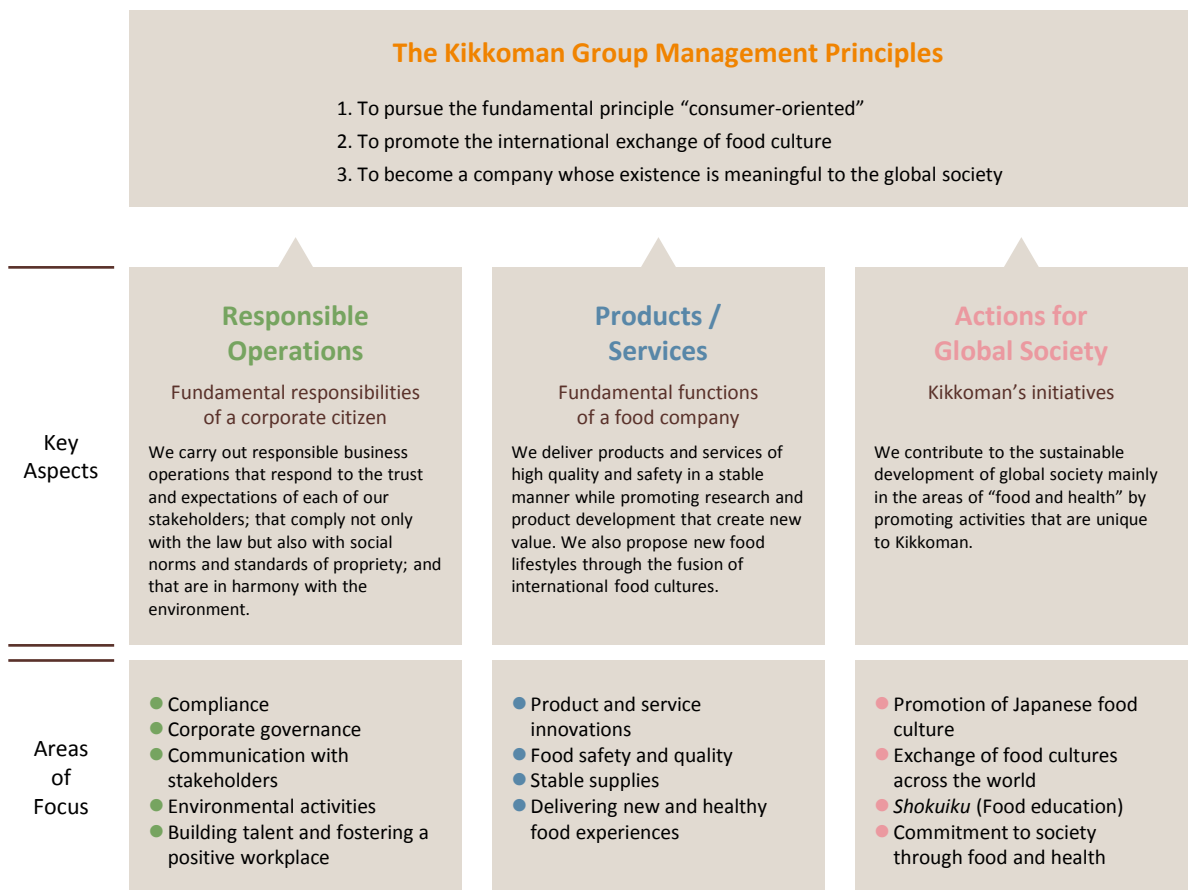 The Kikkoman Group Management Principles
1. To pursue the fundamental principle “consumer-oriented”
2. To promote the international exchange of food culture
3. To become a company whose existence is meaningful to the global society
Key
Aspects
Responsible
Operations
Fundamental responsibilities
of a corporate citizen
We carry out responsible business
operations that respond to the trust
and expectations of each of our
stakeholders; that comply not only
with the law but also with social
norms and standards of propriety; and
that are in harmony with the
environment.
Products /
Services
Fundamental functions
of a food company
We deliver products and services of
high quality and safety in a stable
manner while promoting research and
product development that create new
value. We also propose new food
lifestyles through the fusion of
international food cultures.
Actions for
Global Society
Kikkoman’s initiatives
We contribute to the sustainable
development of global society mainly
in the areas of “food and health” by
promoting activities that are unique
to Kikkoman.
Areas
of
Focus
● Compliance
● Corporate governance
● Communication with
stakeholders
● Environmental activities
● Building talent and fostering a
positive workplace
● Product and service
innovations
● Food safety and quality
● Stable supplies
● Delivering new and healthy
food experiences
● Promotion of Japanese food
culture
● Exchange of food cultures
across the world
● Shokuiku (Food education)
● Commitment to society
through food and health